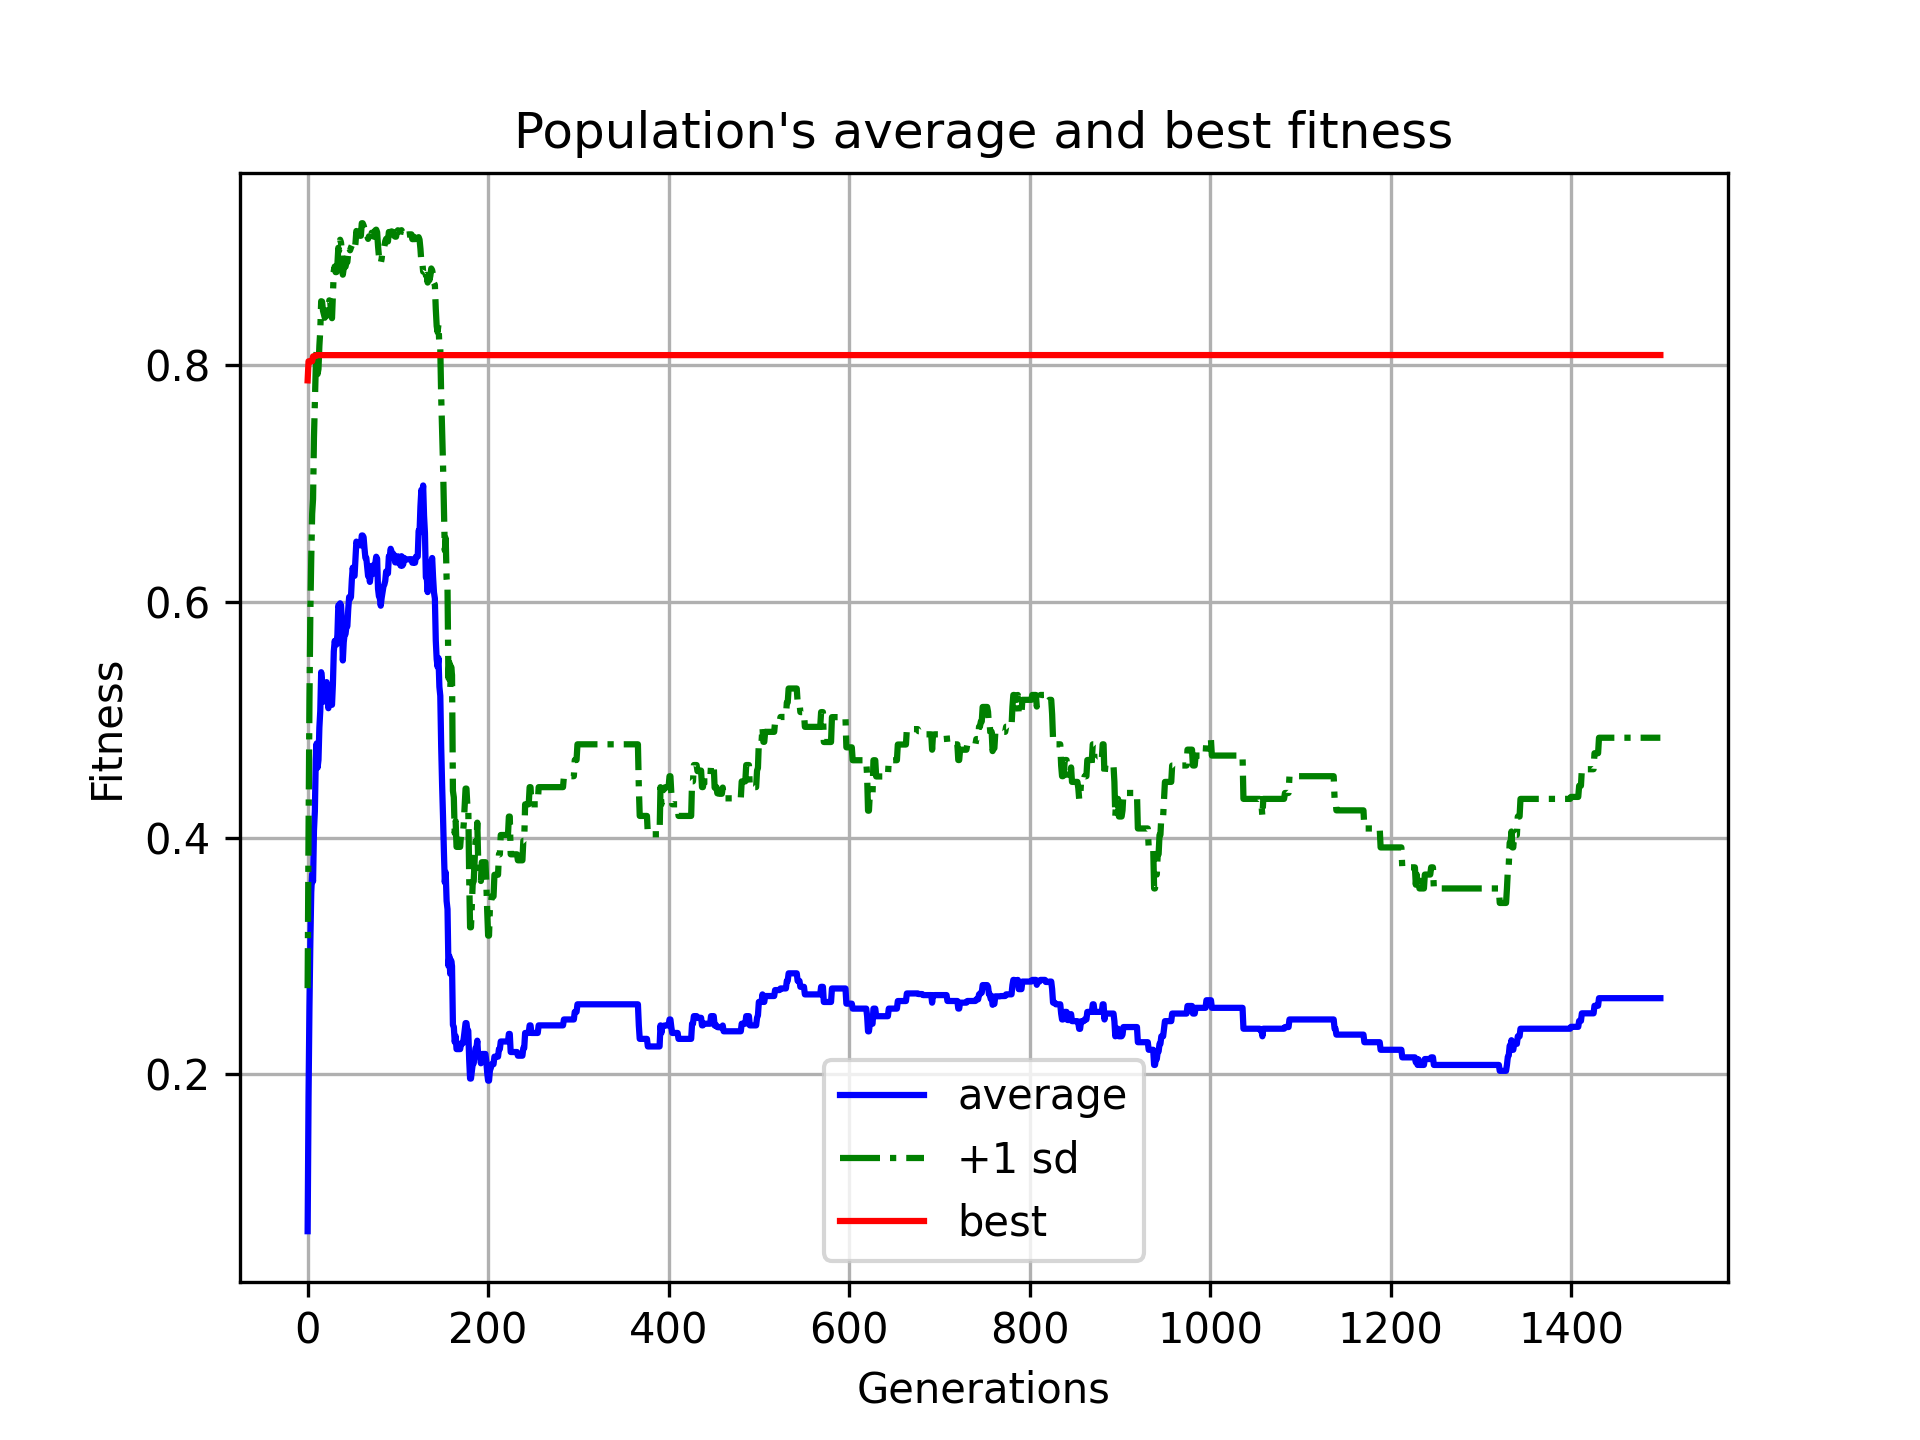 Population's average and best fitness
Fitness
0.8
0.6
0.4
0.2
average
+1 sd
best
0 200 400 600 800 1000 1200 1400
Generations